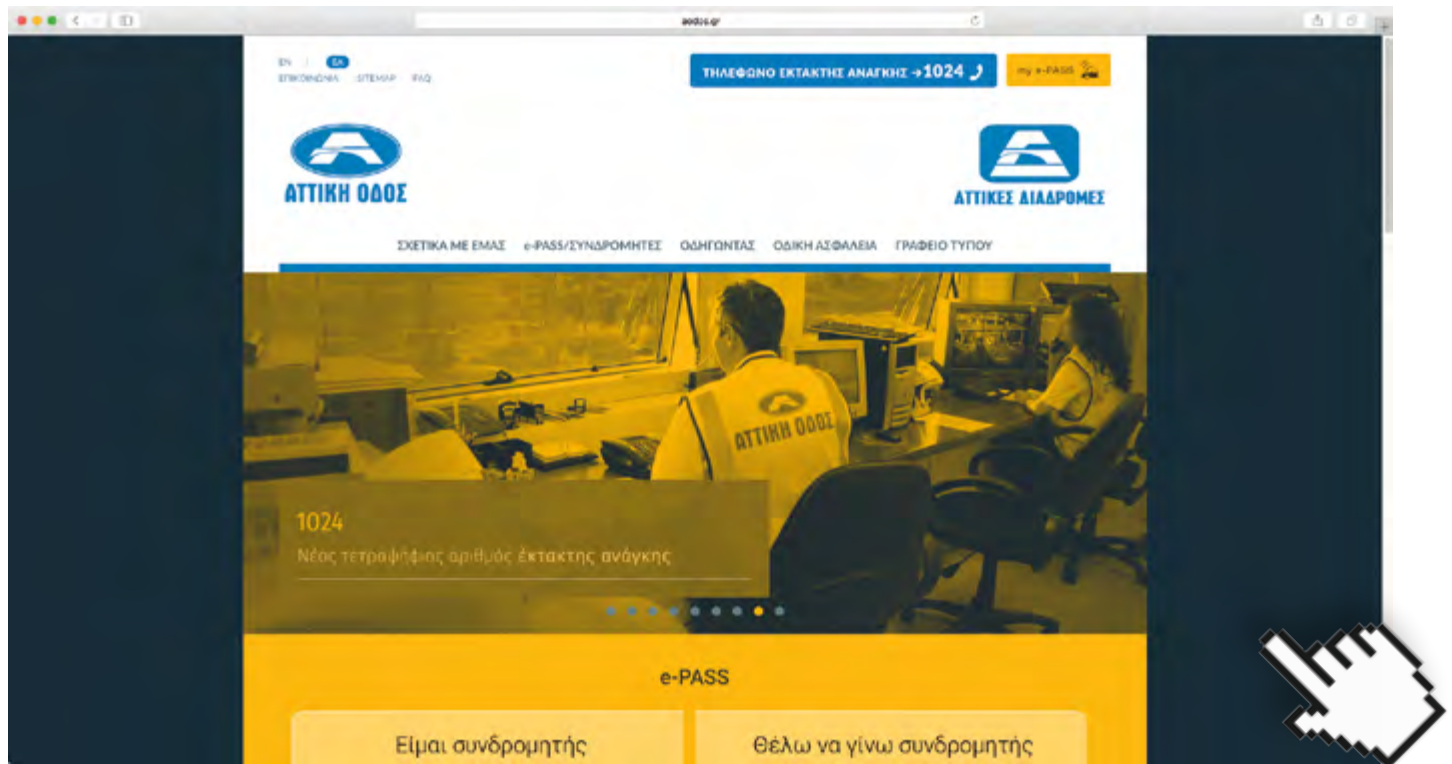 aodos.gr
EN | ΕΛ
ΕΠΙΚΟΙΝΩΝΙΑ SITEMAP FAQ
ΤΗΛΕΦΩΝΟ ΕΚΤΑΚΤΗΣ ΑΝΑΓΚΗΣ → 1024
my e-PASS
ΑΤΤΙΚΗ ΟΔΟΣ
ΑΤΤΙΚΕΣ ΔΙΑΔΡΟΜΕΣ
ΣΧΕΤΙΚΑ ΜΕ ΕΜΑΣ e-PASS/ΣΥΝΔΡΟΜΗΤΕΣ ΟΔΗΓΩΝΤΑΣ ΟΔΙΚΗ ΑΣΦΑΛΕΙΑ ΓΡΑΦΕΙΟ ΤΥΠΟΥ
ΑΤΤΙΚΗ ΟΔΟΣ
1024
Νέος τετραψήφιος αριθμός έκτακτης ανάγκης
e-PASS
Είμαι συνδρομητής
Θέλω να γίνω συνδρομητής